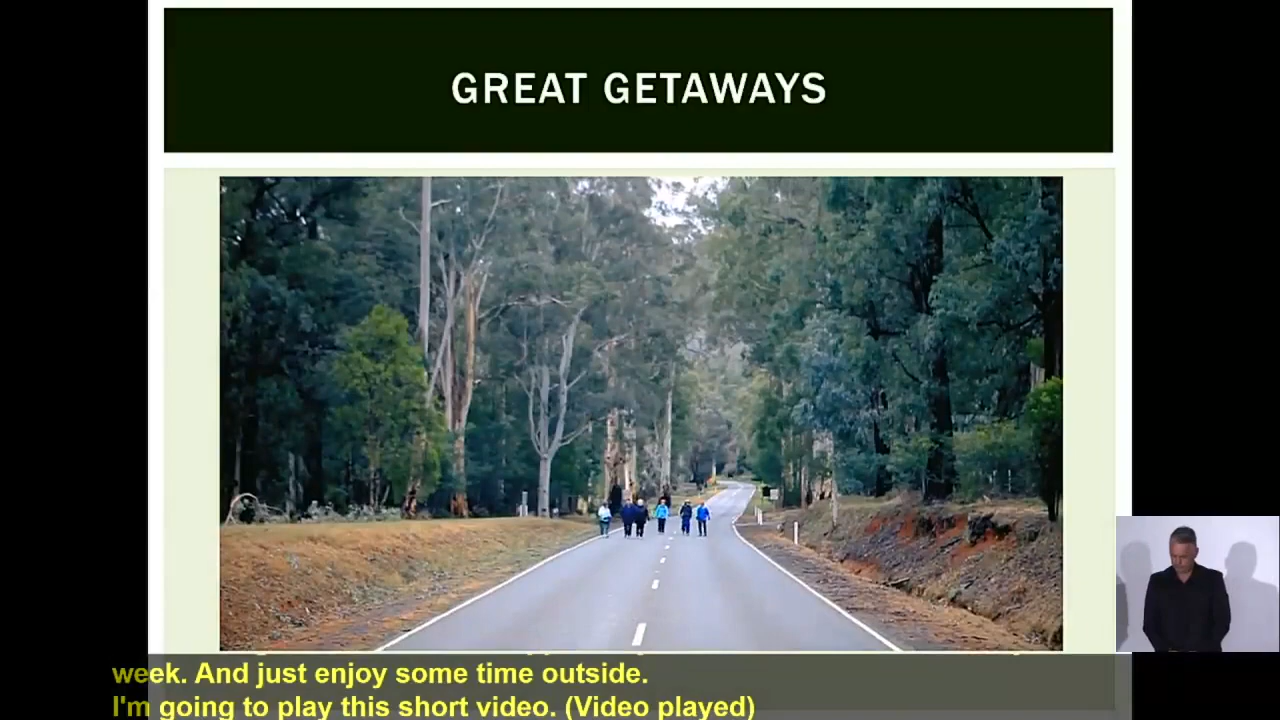 GREAT GETAWAYS
week. And just enjoy some time outside.
I'm going to play this short video. (Video played)